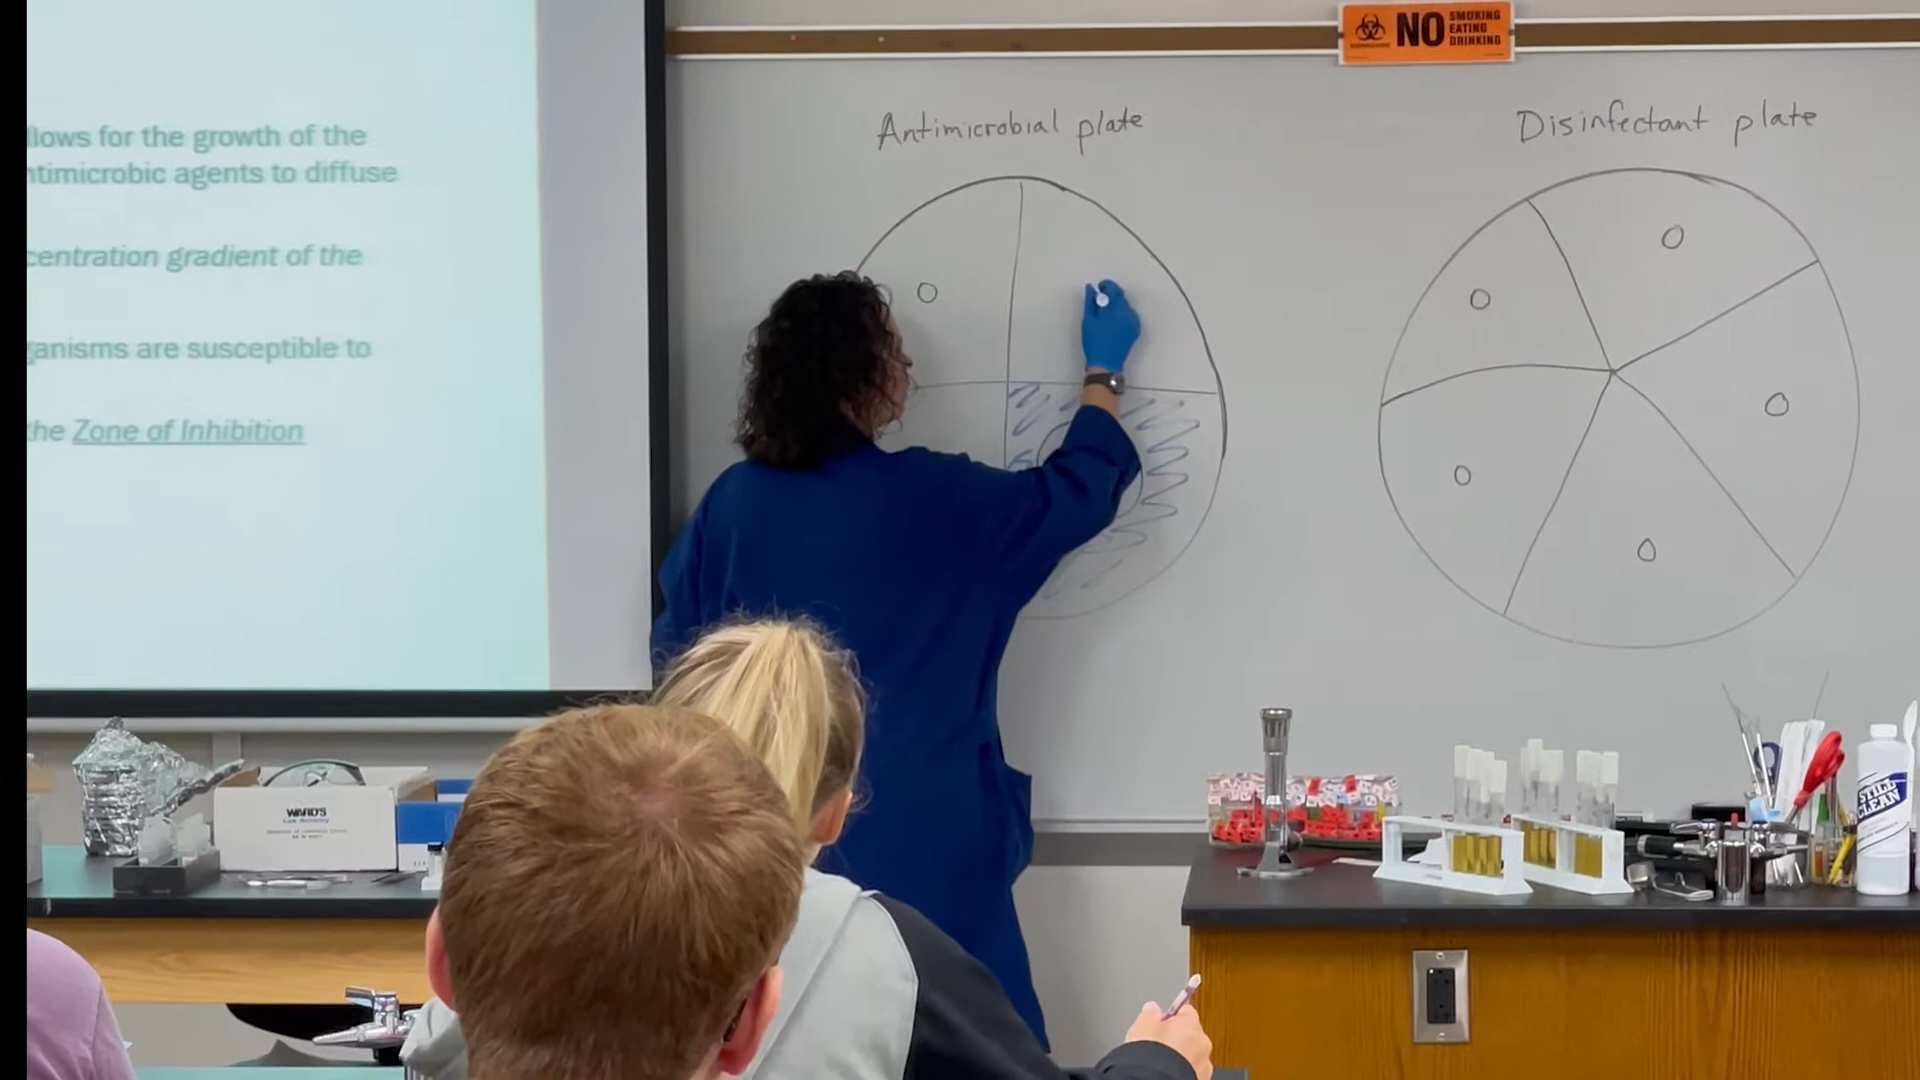 llows for the growth of the
ntimicrobic agents to diffuse
centration gradient of the
ganisms are susceptible to
the Zone of Inhibition
NO
SMOKING
EATING
DRINKING
Antimicrobial plate
Disinfectant plate
WARD'S
STILL
CLEAN